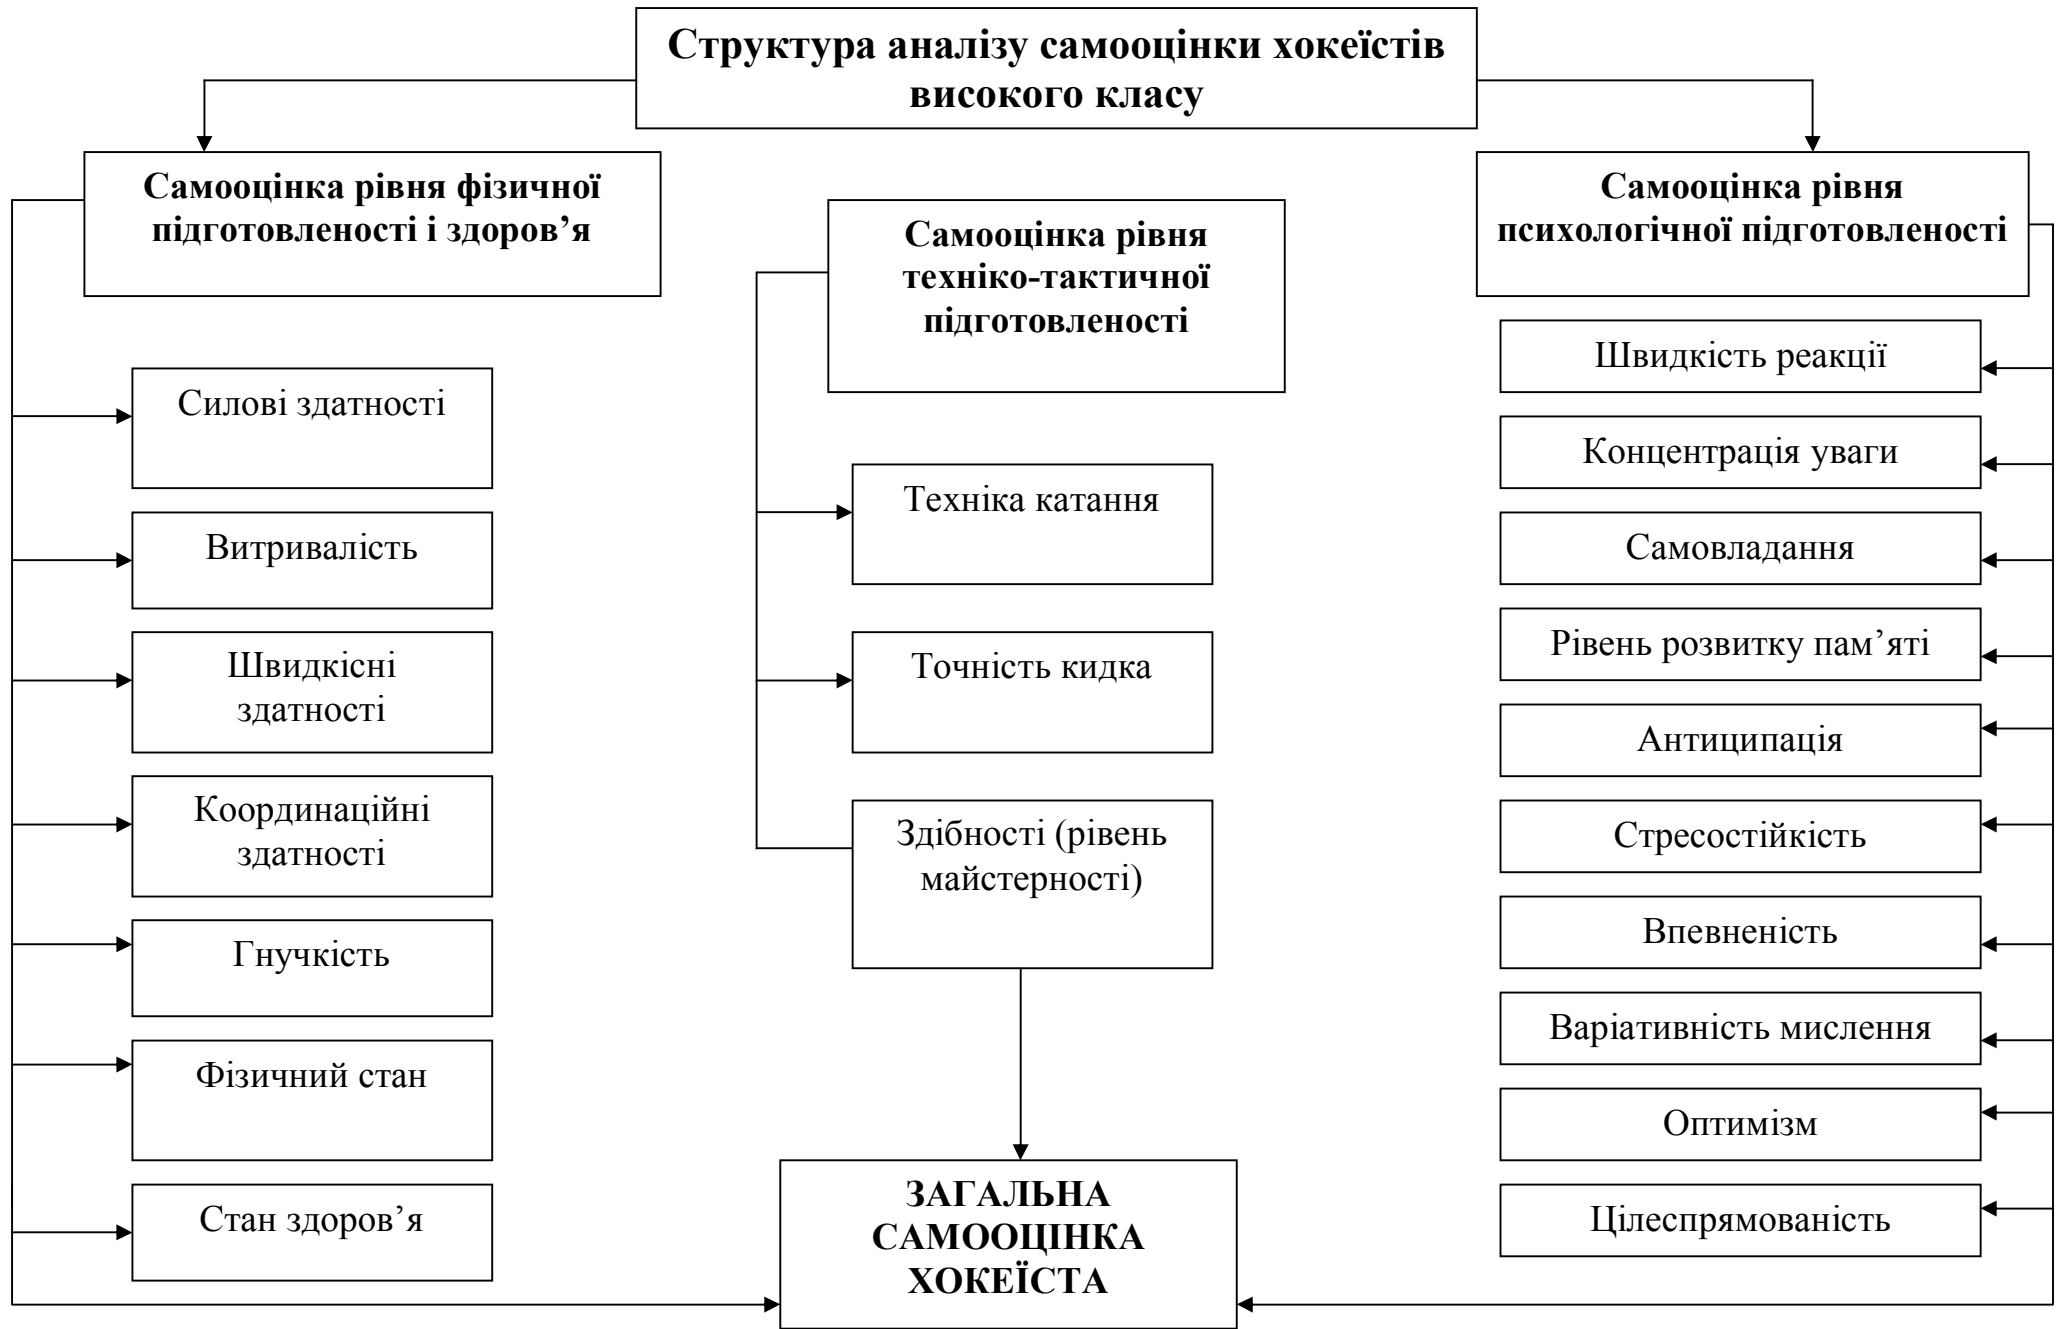 Структура аналізу самооцінки хокеїстів
високого класу
Самооцінка рівня фізичної
підготовленості і здоров’я
Силові здатності
Витривалість
Швидкісні
здатності
Координаційні
здатності
Гнучкість
Фізичний стан
Стан здоров’я
Самооцінка рівня
техніко-тактичної
підготовленості
Техніка катання
Точність кидка
Здібності (рівень
майстерності)
ЗАГАЛЬНА
САМООЦІНКА
ХОКЕЇСТА
Самооцінка рівня
психологічної підготовленості
Швидкість реакції
Концентрація уваги
Самовладання
Рівень розвитку пам’яті
Антиципація
Стресостійкість
Впевненість
Варіативність мислення
Оптимізм
Цілеспрямованість